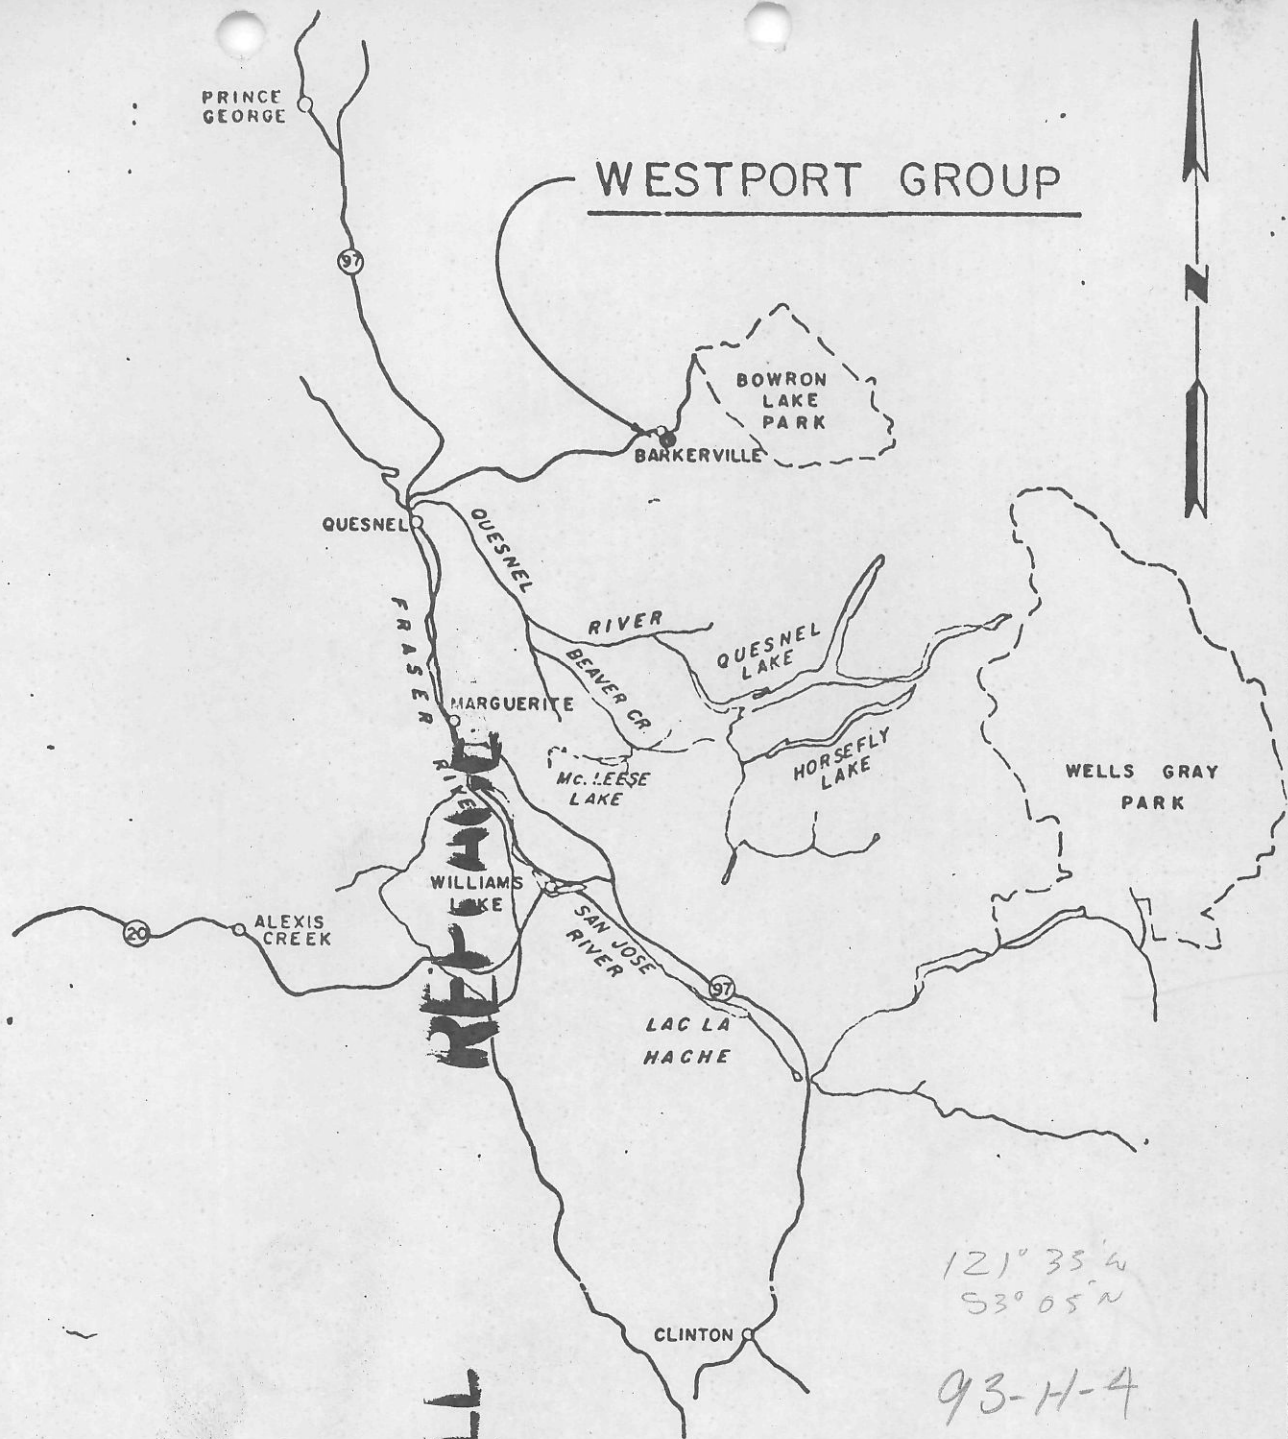 PRINCE
GEORGE
WESTPORT GROUP
97
N
BOWRON
LAKE
PARK
BARKERVILLE
QUESNEL
QUESNEL
RIVER
FRASER
RIVER
QUESNEL
LAKE
BEAVER CR.
MARGUERITE
Mc. LEESE
LAKE
HORSEFLY
LAKE
WELLS GRAY
PARK
WILLIAMS
LAKE
ALEXIS
CREEK
20
SAN JOSE
RIVER
97
LAC LA
HACHE
CLINTON
121° 33' W
53° 05' N
93-H-4